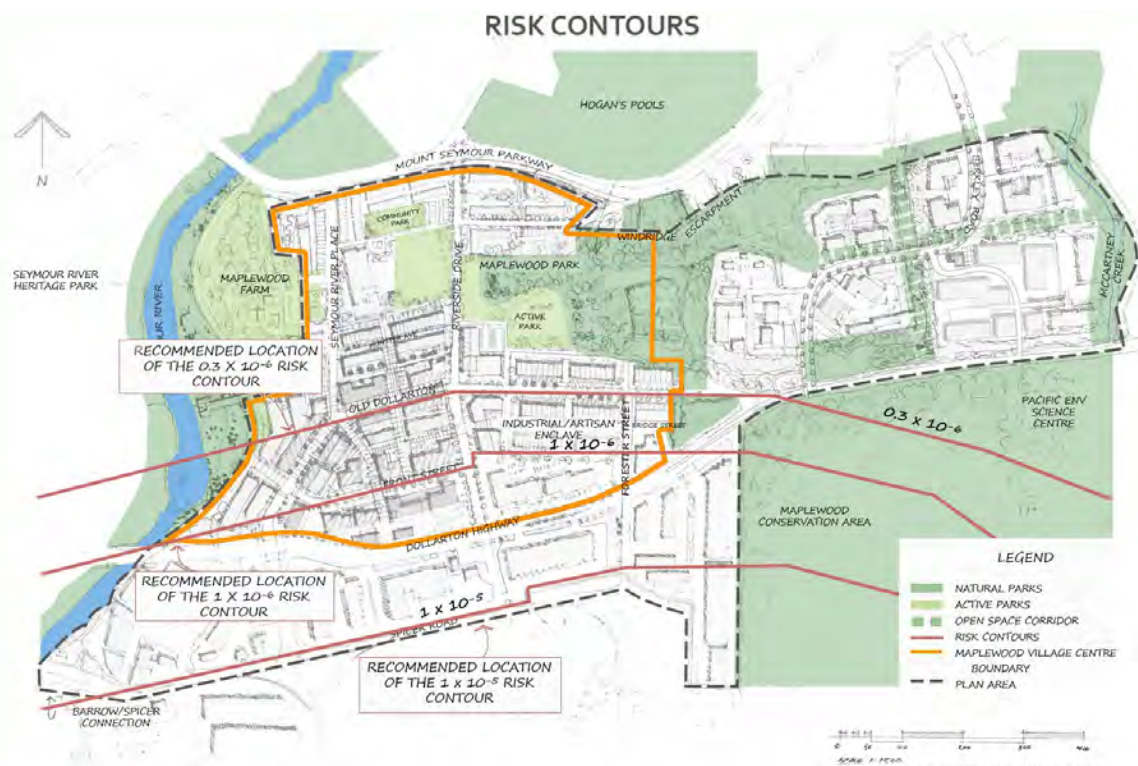 RISK CONTOURS
HOGAN'S POOLS
MOUNT SEYMOUR PARKWAY
N
COMMUNITY
PARK
ESCARPMENT
WINDRIDGE
SEYMOUR RIVER
HERITAGE PARK
MAPLEWOOD
FARM
SEYMOUR RIVER PLACE
RIVERSIDE DRIVE
MAPLEWOOD PARK
ACTIVE
PARK
MCCARTNEY
CREEK
OUR RIVER
RECOMMENDED LOCATION
OF THE 0.3 X 10-6 RISK
CONTOUR
OLD DOLLARTON
INDUSTRIAL/ARTISAN
ENCLAVE
FORESTER STREET
BRIDGE STREET
0.3 X 10-6
PACIFIC ENV
SCIENCE
CENTRE
1 X 10-6
FRONT STREET
DOLLARTON HIGHWAY
MAPLEWOOD
CONSERVATION AREA
RECOMMENDED LOCATION
OF THE 1 X 10-6 RISK
CONTOUR
1 X 10-5
SPICER ROAD
RECOMMENDED LOCATION
OF THE 1 X 10-5 RISK
CONTOUR
BARROW/SPICER
CONNECTION
LEGEND
NATURAL PARKS
ACTIVE PARKS
OPEN SPACE CORRIDOR
RISK CONTOURS
MAPLEWOOD VILLAGE CENTRE
BOUNDARY
PLAN AREA